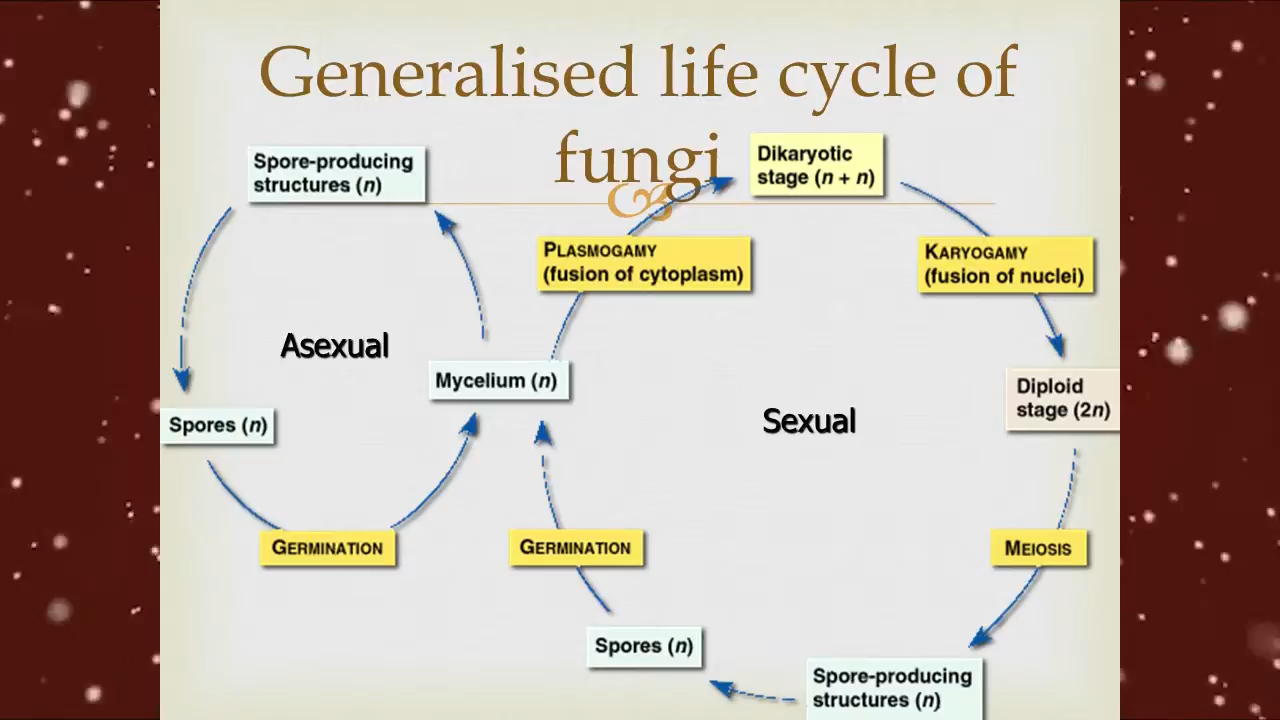 Generalised life cycle of
fungi
Spore-producing
structures (n)
Dikaryotic
stage (n + n)
PLASMOGAMY
(fusion of cytoplasm)
KARYOGAMY
(fusion of nuclei)
Asexual
Mycelium (n)
Diploid
stage (2n)
Spores (n)
Sexual
GERMINATION
GERMINATION
MEIOSIS
Spores (n)
Spore-producing
structures (n)